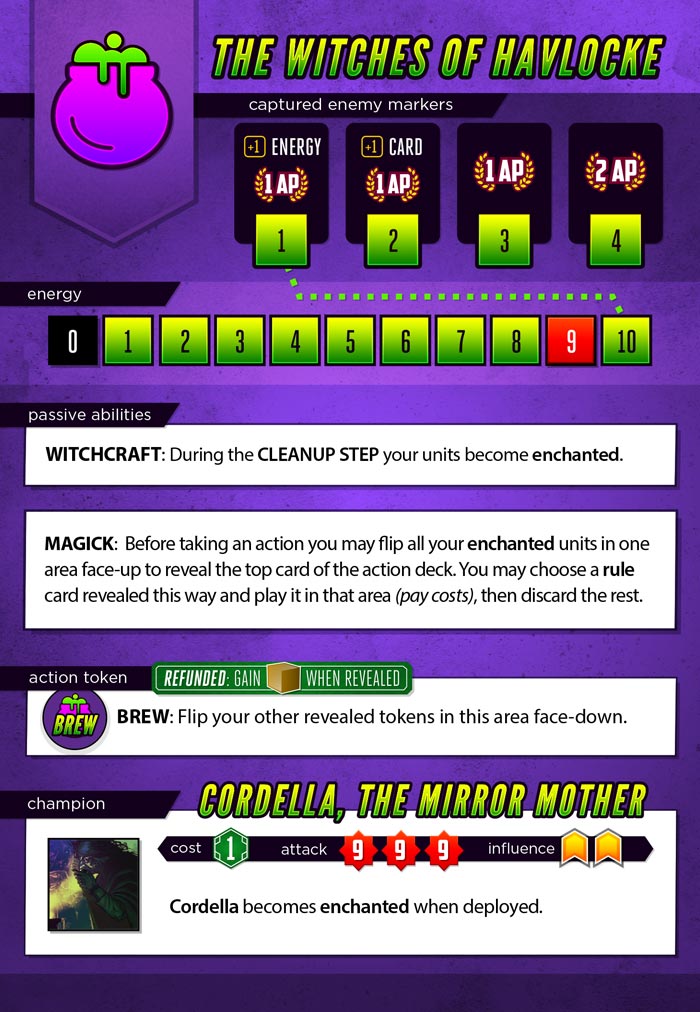 THE WITCHES OF HAVLOCKE
captured enemy markers
+1 ENERGY
1 AP
1
+1 CARD
1 AP
2
1 AP
3
2 AP
4
energy
0 1 2 3 4 5 6 7 8 9 10
passive abilities
WITCHCRAFT: During the CLEANUP STEP your units become enchanted.
MAGICK: Before taking an action you may flip all your enchanted units in one
area face-up to reveal the top card of the action deck. You may choose a rule
card revealed this way and play it in that area (pay costs), then discard the rest.
action token
REFUNDED: GAIN WHEN REVEALED
BREW
BREW: Flip your other revealed tokens in this area face-down.
champion
CORDELLA, THE MIRROR MOTHER
cost 1 attack 9 9 9 influence
Cordella becomes enchanted when deployed.